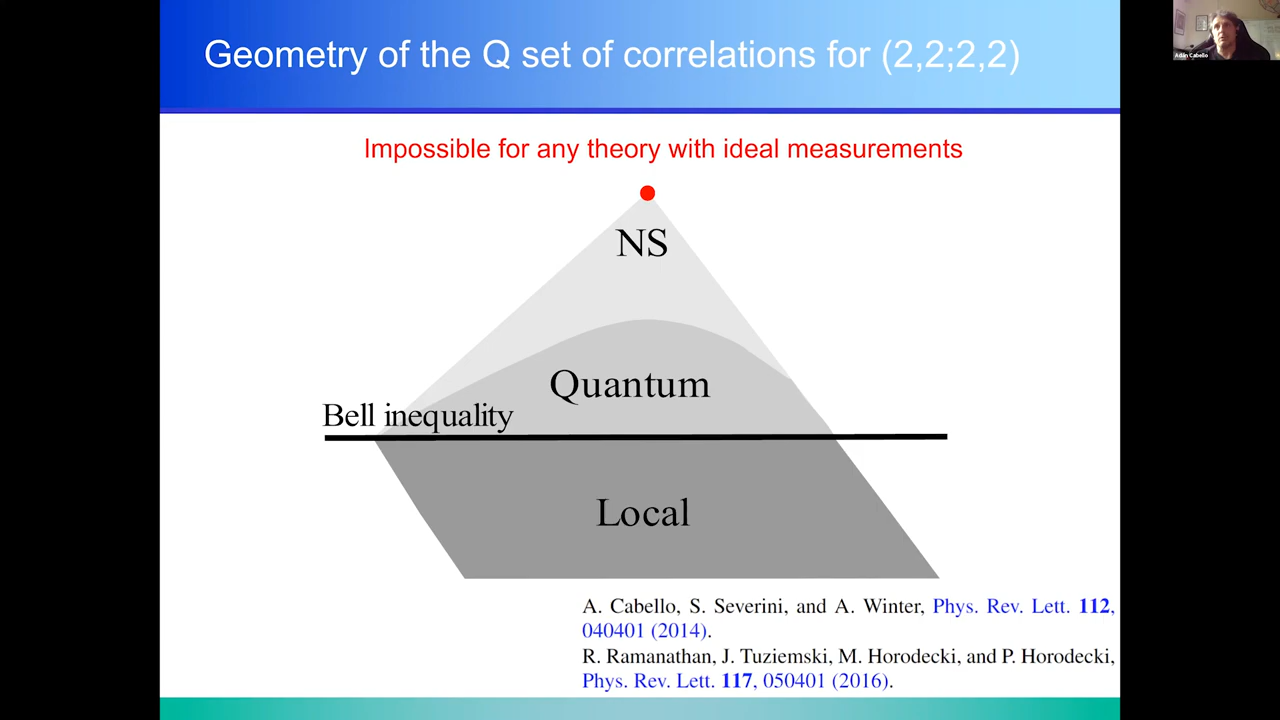 Geometry of the Q set of correlations for (2,2;2,2)
Adán Cabello
Impossible for any theory with ideal measurements
NS
Quantum
Bell inequality
Local
A. Cabello, S. Severini, and A. Winter, Phys. Rev. Lett. 112,
040401 (2014).
R. Ramanathan, J. Tuziemski, M. Horodecki, and P. Horodecki,
Phys. Rev. Lett. 117, 050401 (2016).